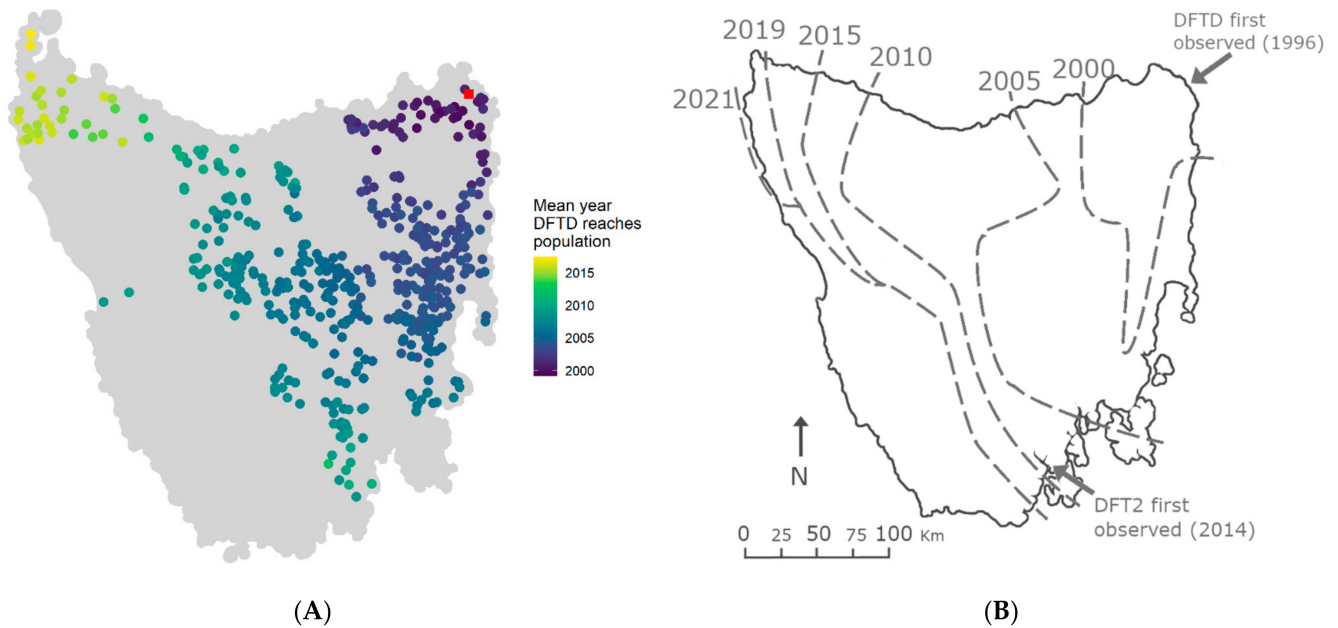 Mean year
DFTD reaches
population
2015
2010
2005
2000
(A)
DFTD first
observed (1996)
2019
2015
2010
2005
2000
2021
N
DFT2 first
observed (2014)
0 25 50 75 100 Km
(B)